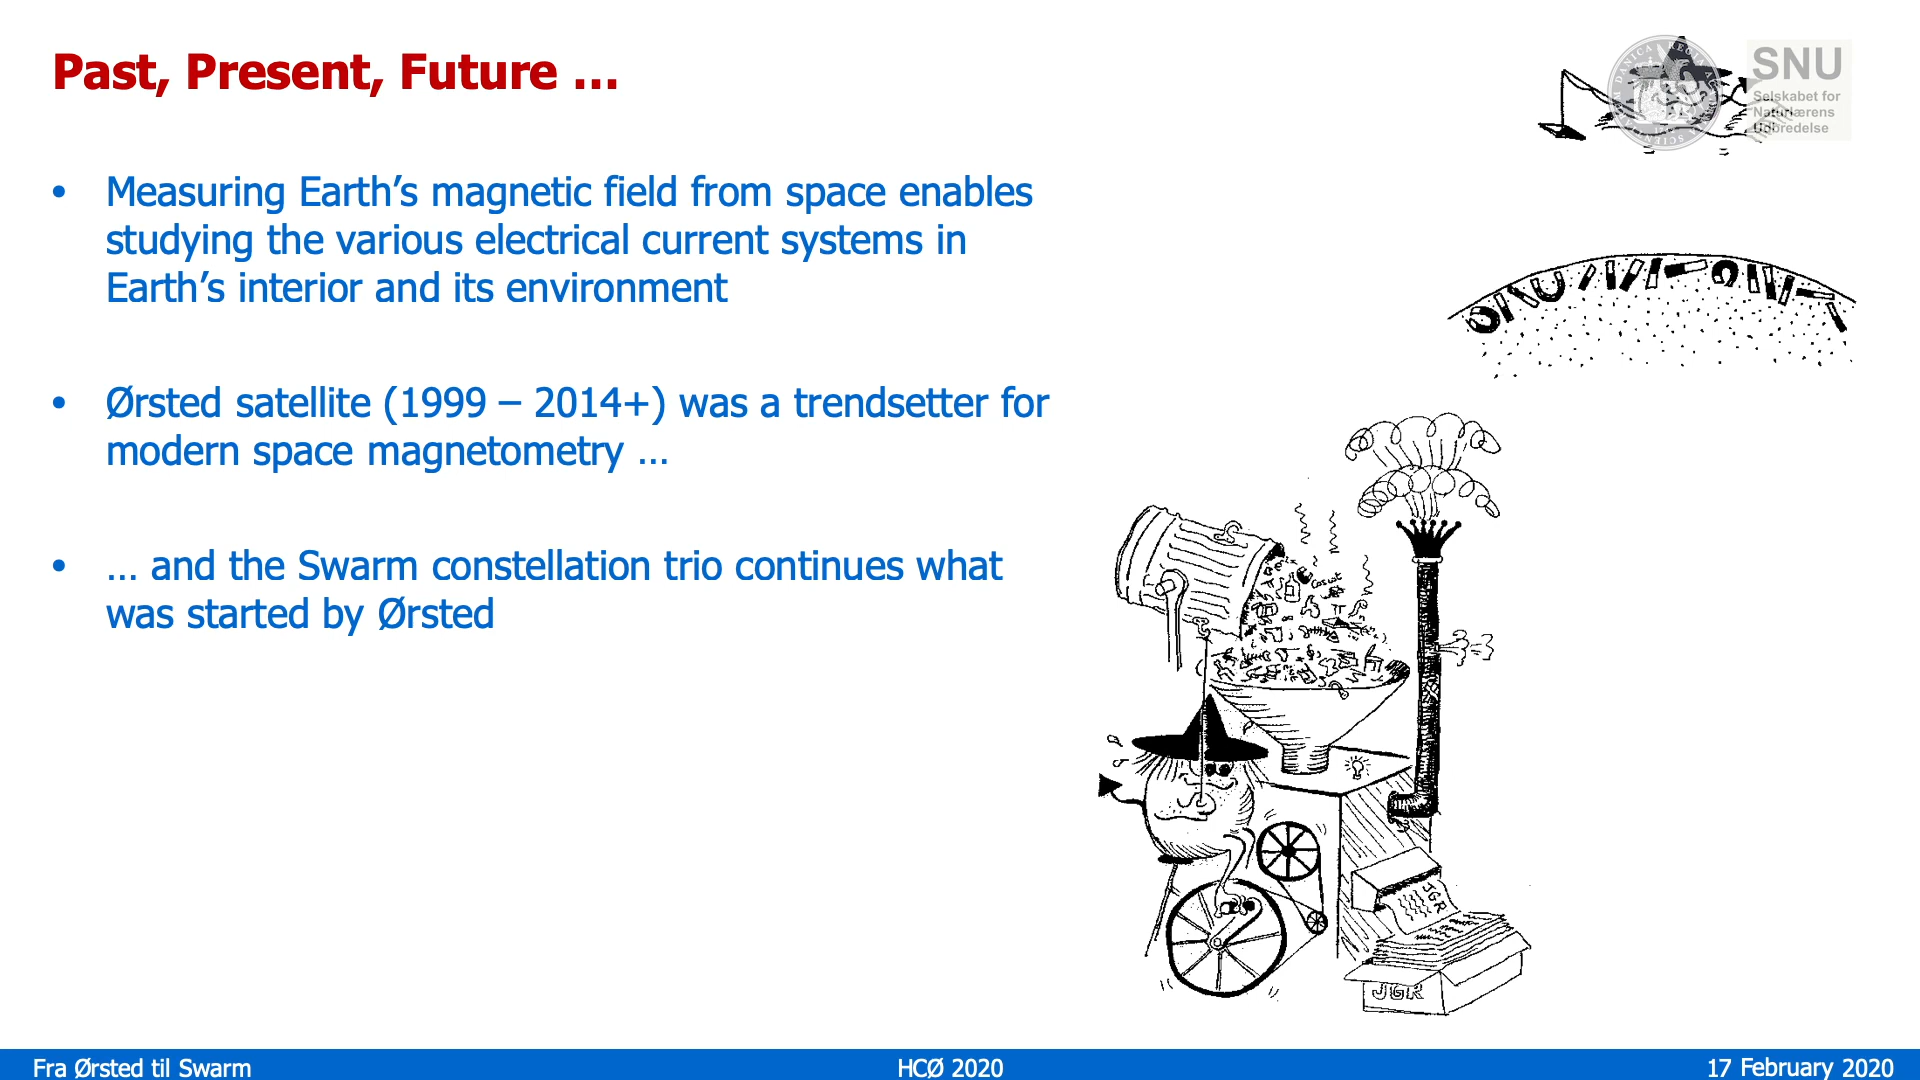 Past, Present, Future ...
SNU
Selskabet for
Naturlærens
Udbredelse
• Measuring Earth’s magnetic field from space enables
studying the various electrical current systems in
Earth’s interior and its environment
• Ørsted satellite (1999 – 2014+) was a trendsetter for
modern space magnetometry ...
• ... and the Swarm constellation trio continues what
was started by Ørsted
JGR
JGR
Fra Ørsted til Swarm
HCØ 2020
17 February 2020